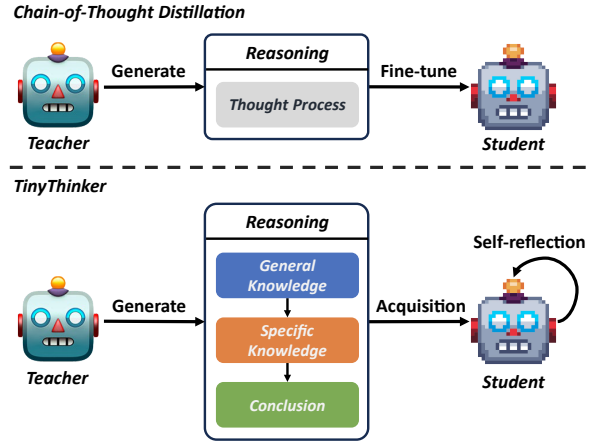 Chain-of-Thought Distillation
Generate
Reasoning
Thought Process
Fine-tune
Teacher
Student
TinyThinker
Reasoning
General
Knowledge
Self-reflection
Generate
Specific
Knowledge
Acquisition
Teacher
Student
Conclusion